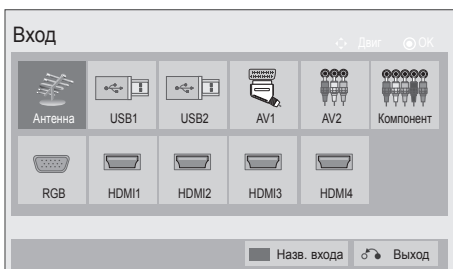 Вход
Двиг OK
Антенна USB1 USB2 AV1 AV2 Компонент
RGB HDMI1 HDMI2 HDMI3 HDMI4
Назв. входа Выход